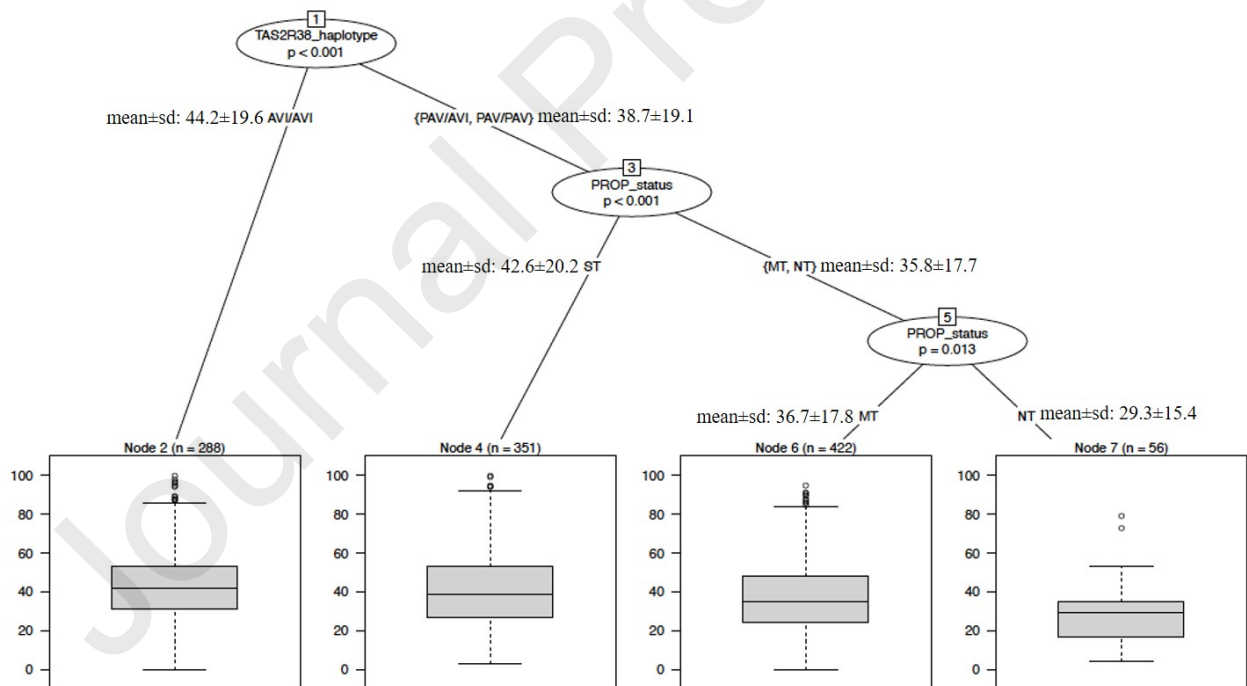 1
TAS2R38_haplotype
p < 0.001
mean±sd: 44.2±19.6 AVI/AVI
{PAV/AVI, PAV/PAV} mean±sd: 38.7±19.1
3
PROP_status
p < 0.001
mean±sd: 42.6±20.2 ST
{MT, NT} mean±sd: 35.8±17.7
5
PROP_status
p = 0.013
mean±sd: 36.7±17.8 MT
NT mean±sd: 29.3±15.4
Node 2 (n = 288)
100
80
60
40
20
0
Node 4 (n = 351)
100
80
60
40
20
0
Node 6 (n = 422)
100
80
60
40
20
0
Node 7 (n = 56)
100
80
60
40
20
0
Journal Pr